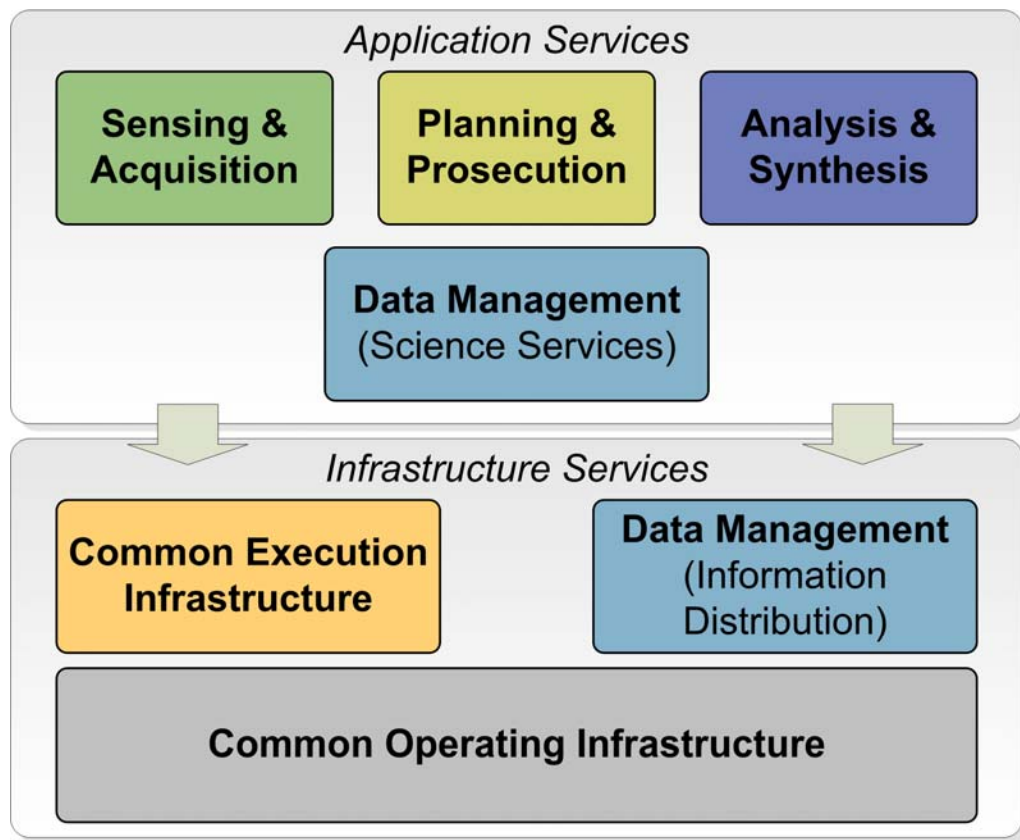 Application Services
Sensing &
Acquisition
Planning &
Prosecution
Analysis &
Synthesis
Data Management
(Science Services)
Infrastructure Services
Common Execution
Infrastructure
Data Management
(Information
Distribution)
Common Operating Infrastructure